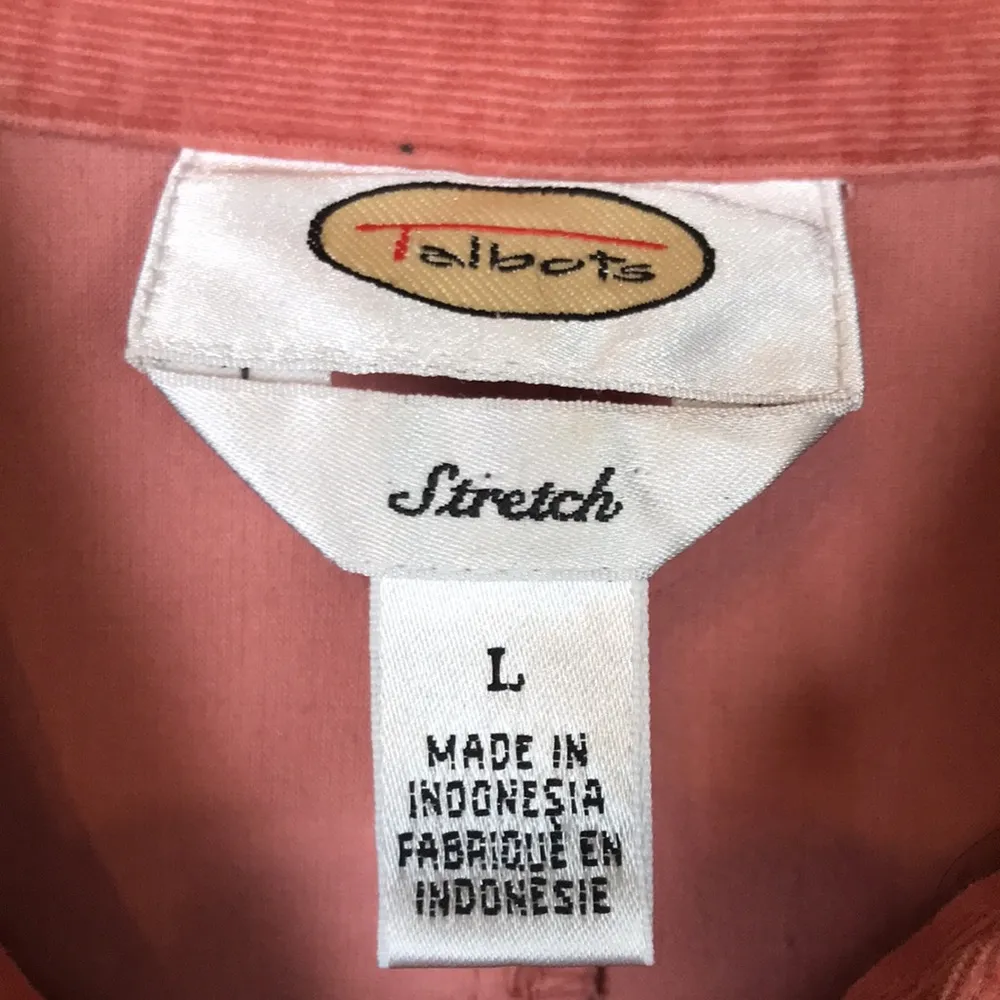 Talbots
Stretch
L
MADE IN
INDONESIA
FABRIQUÉ EN
INDONÉSIE